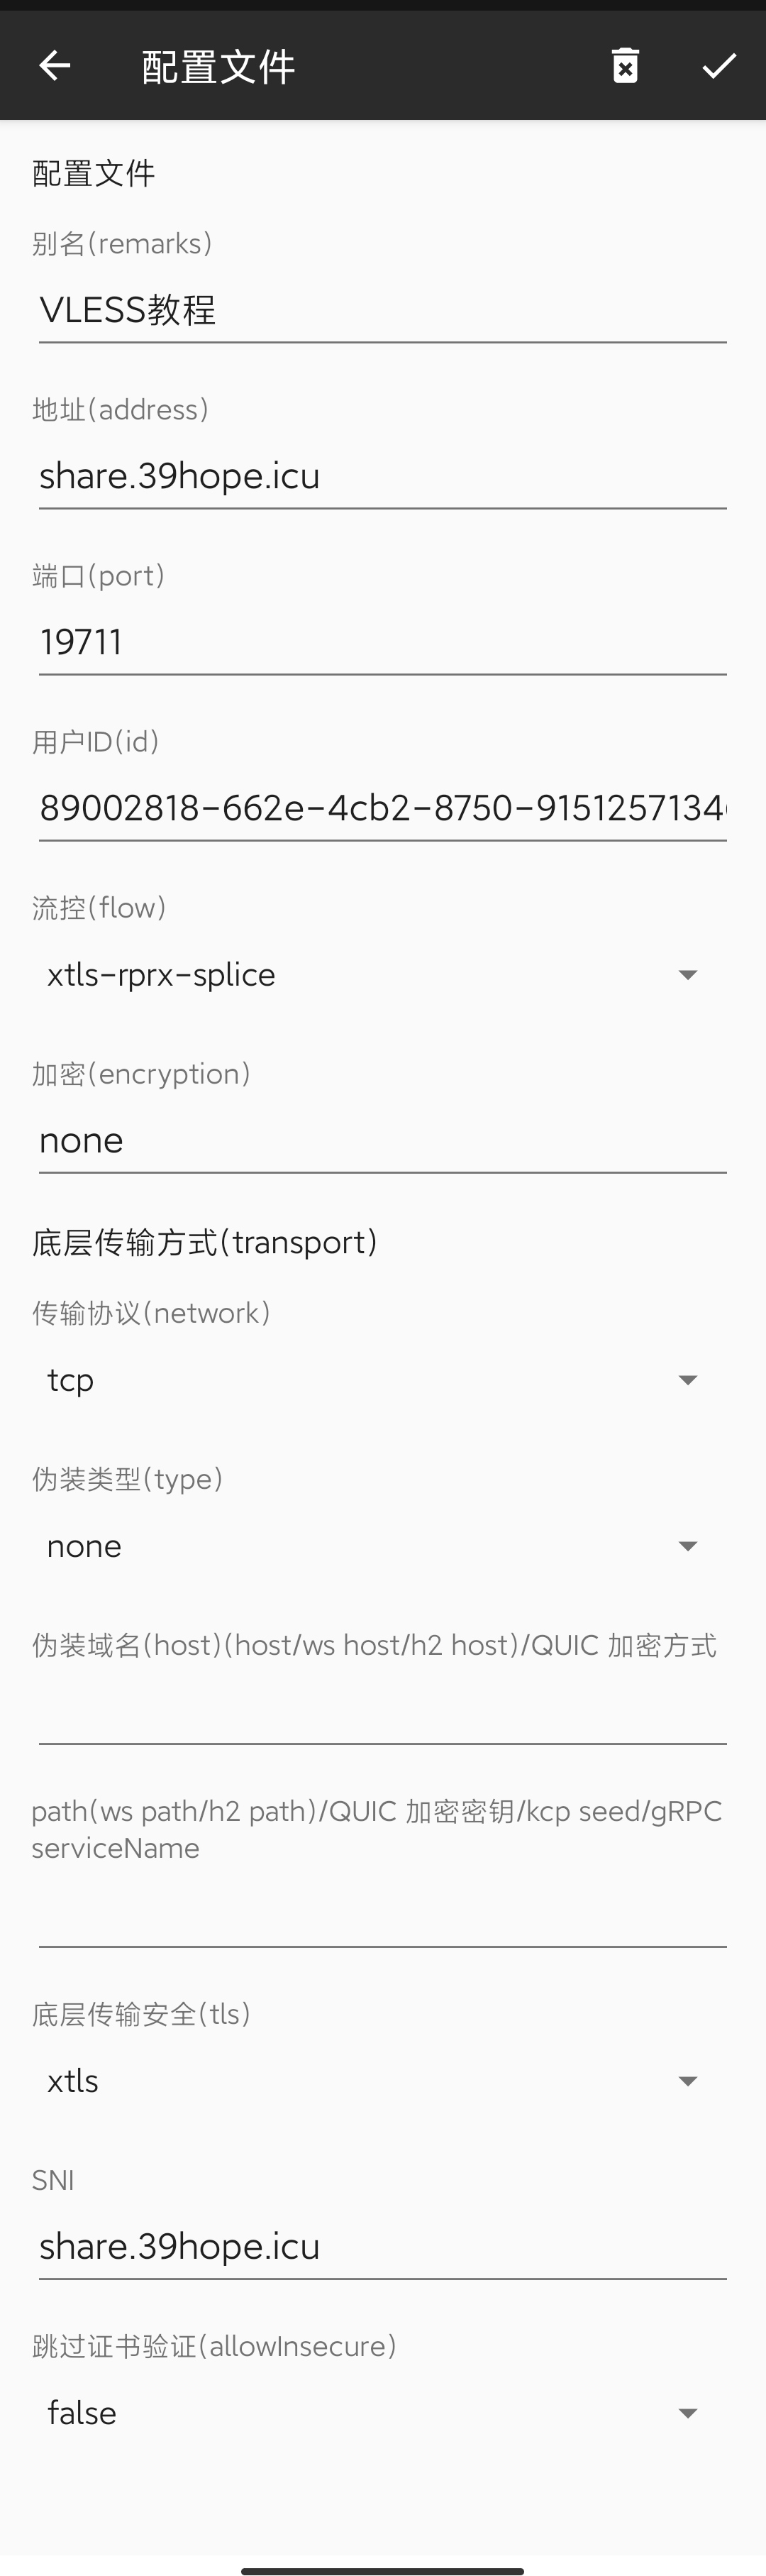 配置文件
配置文件
别名(remarks)
VLESS教程
地址(address)
share.39hope.icu
端口(port)
19711
用户ID(id)
89002818-662e-4cb2-8750-9151257134
流控(flow)
xtls-rprx-splice
加密(encryption)
none
底层传输方式(transport)
传输协议(network)
tcp
伪装类型(type)
none
伪装域名(host)(host/ws host/h2 host)/QUIC 加密方式
path(ws path/h2 path)/QUIC 加密密钥/kcp seed/gRPC
serviceName
底层传输安全(tls)
xtls
SNI
share.39hope.icu
跳过证书验证(allowInsecure)
false